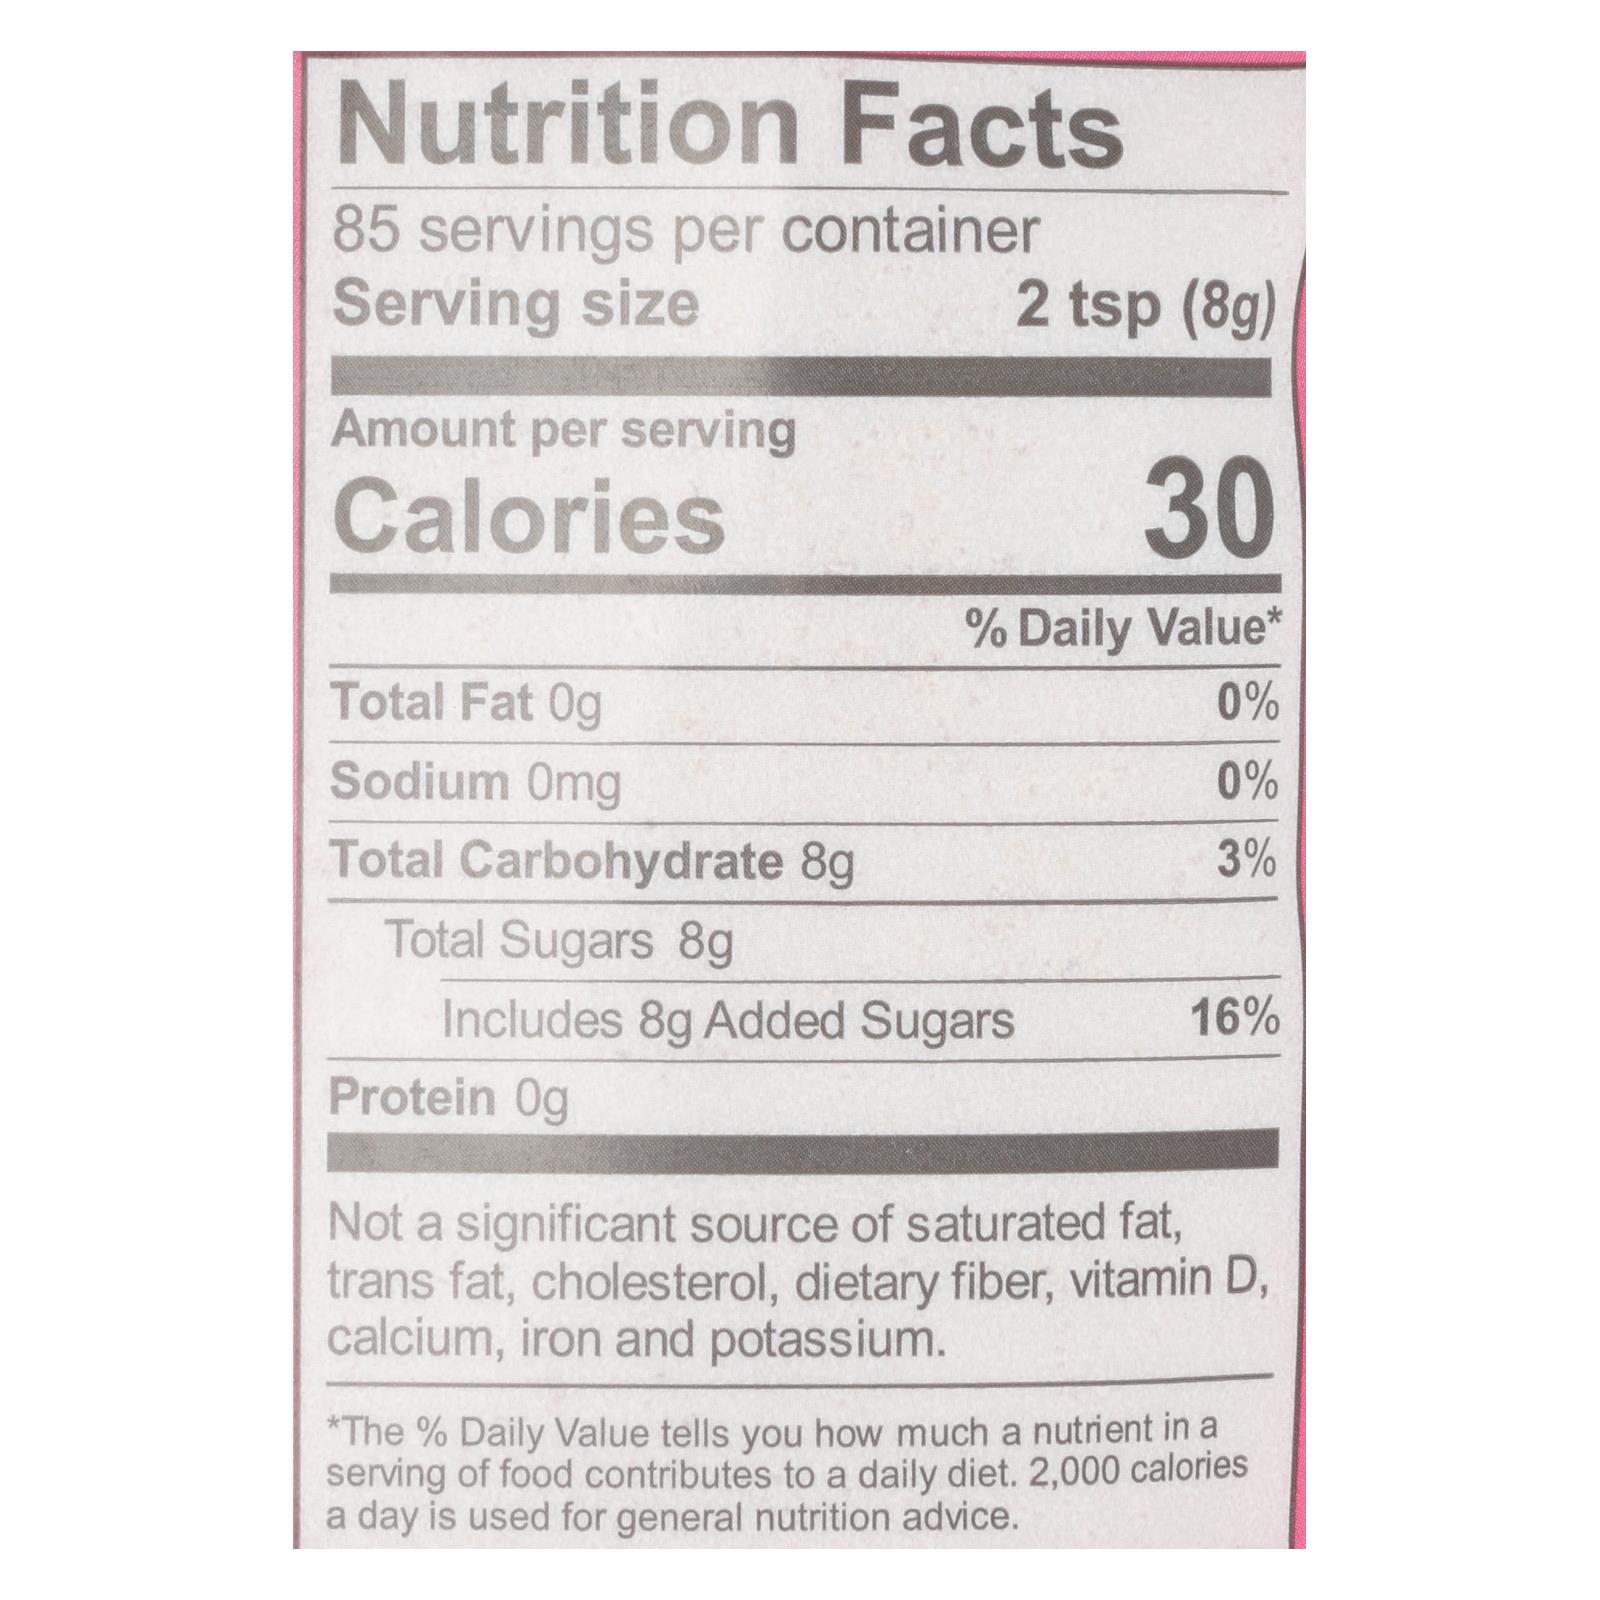 Nutrition Facts
85 servings per container
Serving size 2 tsp (8g)
Amount per serving
Calories 30
% Daily Value*
Total Fat 0g 0%
Sodium 0mg 0%
Total Carbohydrate 8g 3%
Total Sugars 8g
Includes 8g Added Sugars 16%
Protein 0g
Not a significant source of saturated fat,
trans fat, cholesterol, dietary fiber, vitamin D,
calcium, iron and potassium.
*The % Daily Value tells you how much a nutrient in a
serving of food contributes to a daily diet. 2,000 calories
a day is used for general nutrition advice.